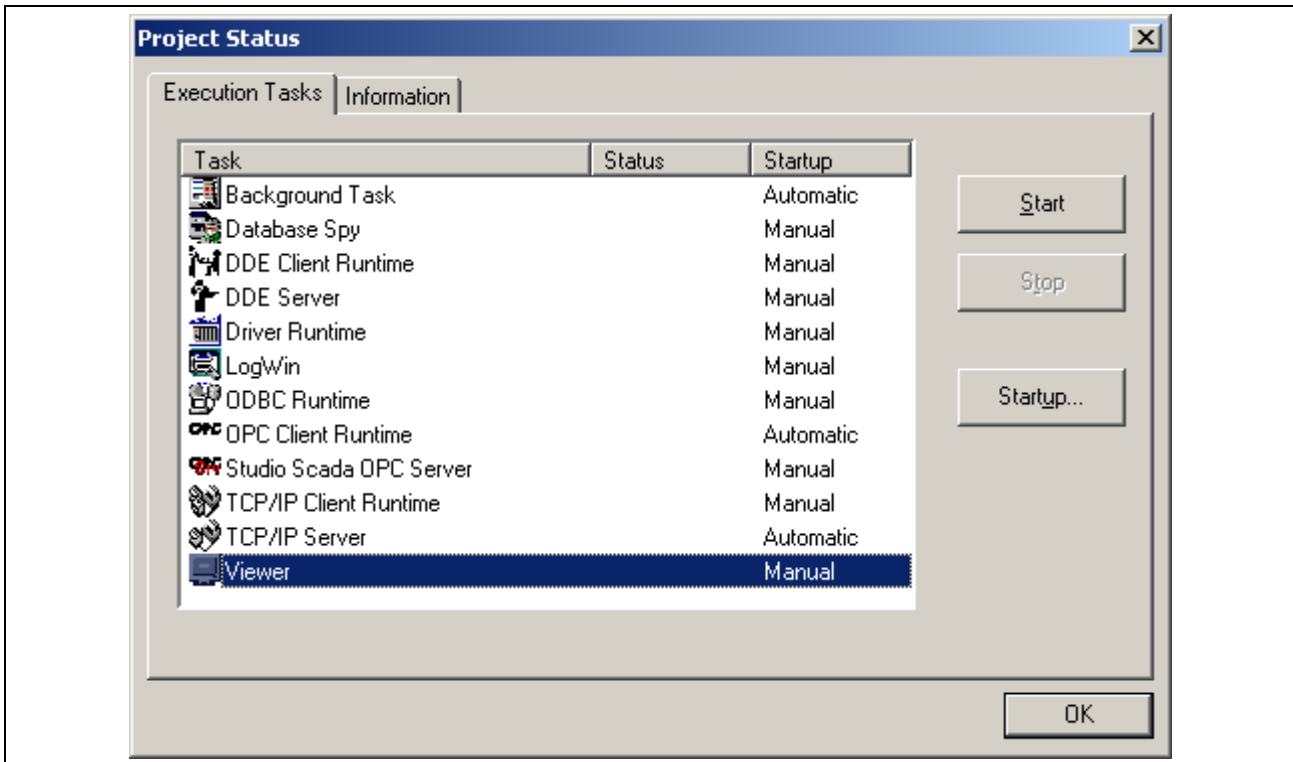 Project Status
Execution Tasks Information
Task Status Startup
Background Task Automatic
Database Spy Manual
DDE Client Runtime Manual
DDE Server Manual
Driver Runtime Manual
LogWin Manual
ODBC Runtime Manual
OPC OPC Client Runtime Automatic
Studio Scada OPC Server Manual
TCP/IP Client Runtime Manual
TCP/IP Server Automatic
Viewer Manual
Start
Stop
Startup...
OK